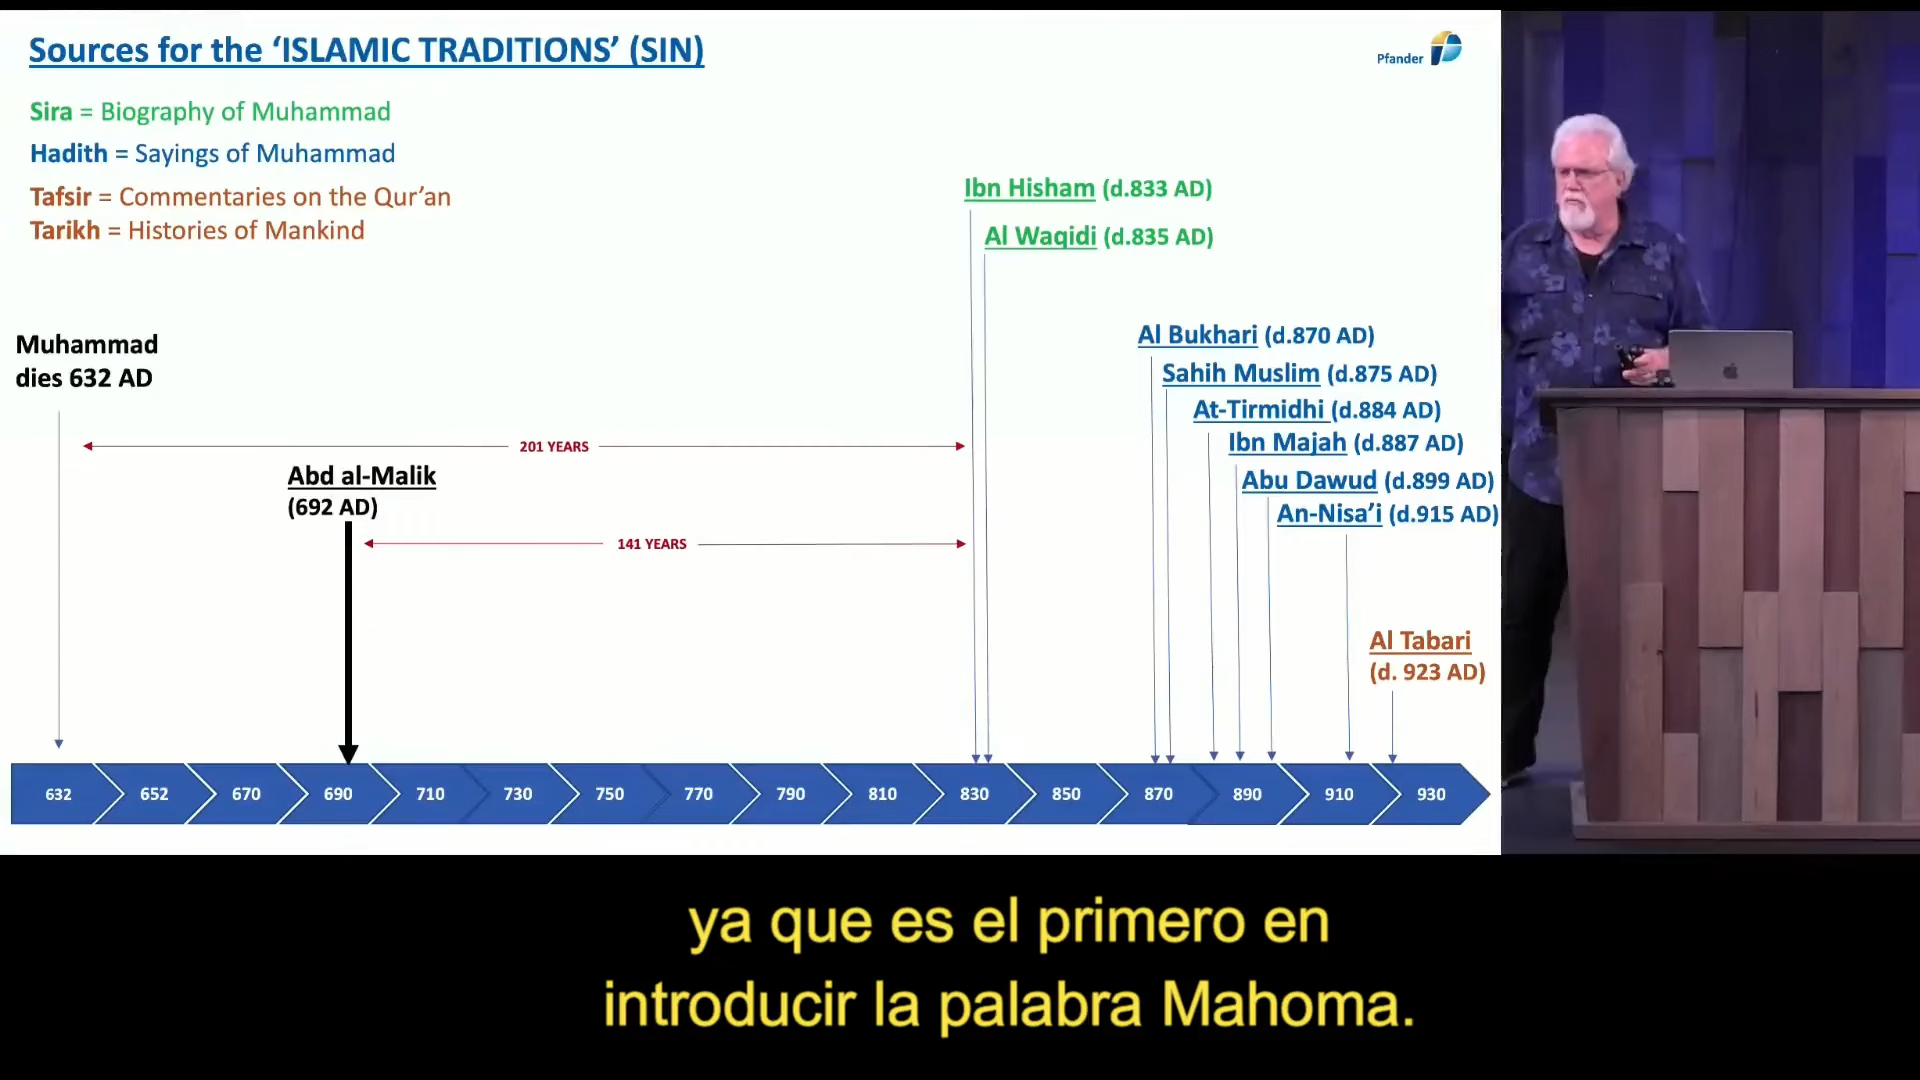 Sources for the ‘ISLAMIC TRADITIONS’ (SIN)
Pfander
Sira = Biography of Muhammad
Hadith = Sayings of Muhammad
Tafsir = Commentaries on the Qur’an
Tarikh = Histories of Mankind
Ibn Hisham (d.833 AD)
Al Waqidi (d.835 AD)
Muhammad
dies 632 AD
Al Bukhari (d.870 AD)
Sahih Muslim (d.875 AD)
At-Tirmidhi (d.884 AD)
Ibn Majah (d.887 AD)
Abu Dawud (d.899 AD)
An-Nisa’i (d.915 AD)
201 YEARS
Abd al-Malik
(692 AD)
141 YEARS
Al Tabari
(d. 923 AD)
632 652 670 690 710 730 750 770 790 810 830 850 870 890 910 930
ya que es el primero en
introducir la palabra Mahoma.